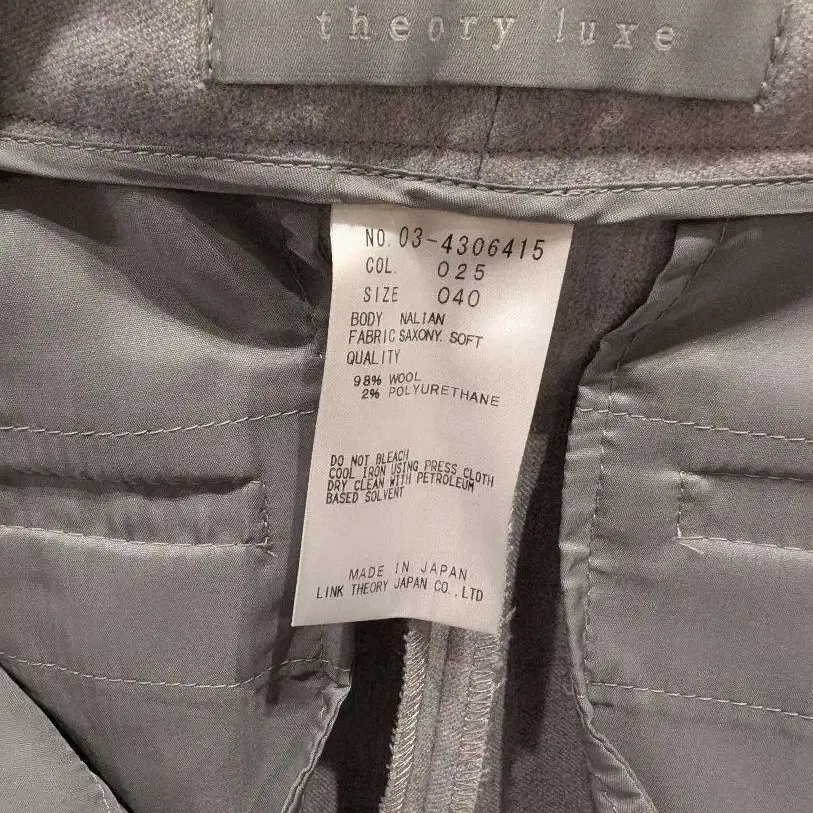 theory luxe
NO. 03-4306415
COL. 025
SIZE 040
BODY NALIAN
FABRIC SAXONY. SOFT
QUALITY
98% WOOL
2% POLYURETHANE
DO NOT BLEACH
COOL IRON USING PRESS CLOTH
DRY CLEAN WITH PETROLEUM
BASED SOLVENT
MADE IN JAPAN
LINK THEORY JAPAN CO.,LTD